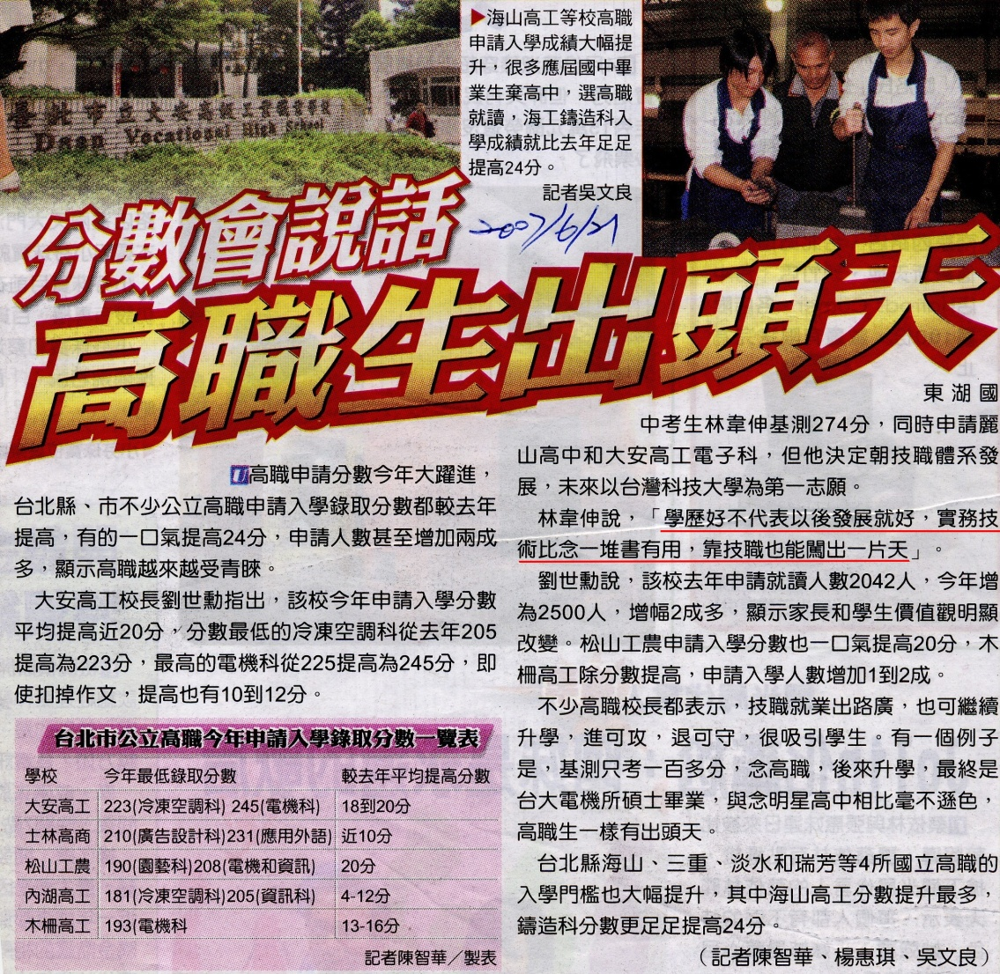 臺北市立大安高級工業職業學校
Daan Vocational High School
▶海山高工等校高職
申請入學成績大幅提
升，很多應屆國中畢
業生棄高中，選高職
就讀，海工鑄造科入
學成績就比去年足足
提高24分。
記者吳文良
2007/6/21
分數會說話
高職生出頭天
高職申請分數今年大躍進，
台北縣、市不少公立高職申請入學錄取分數都較去年
提高，有的一口氣提高24分，申請人數甚至增加兩成
多，顯示高職越來越受青睞。
大安高工校長劉世勳指出，該校今年申請入學分數
平均提高近20分，分數最低的冷凍空調科從去年205
提高為223分，最高的電機科從225提高為245分，即
使扣掉作文，提高也有10到12分。
台北市公立高職今年申請入學錄取分數一覽表
學校 今年最低錄取分數 較去年平均提高分數
大安高工 223(冷凍空調科) 245(電機科) 18到20分
士林高商 210(廣告設計科)231(應用外語) 近10分
松山工農 190(園藝科)208(電機和資訊) 20分
內湖高工 181(冷凍空調科)205(資訊科) 4-12分
木柵高工 193(電機科 13-16分
記者陳智華／製表
東湖國
中考生林韋伸基測274分，同時申請麗
山高中和大安高工電子科，但他決定朝技職體系發
展，未來以台灣科技大學為第一志願。
林韋伸說，「學歷好不代表以後發展就好，實務技
術比念一堆書有用，靠技職也能闖出一片天」。
劉世勳說，該校去年申請就讀人數2042人，今年增
為2500人，增幅2成多，顯示家長和學生價值觀明顯
改變。松山工農申請入學分數也一口氣提高20分，木
柵高工除分數提高，申請入學人數增加1到2成。
不少高職校長都表示，技職就業出路廣，也可繼續
升學，進可攻，退可守，很吸引學生。有一個例子
是，基測只考一百多分，念高職，後來升學，最終是
台大電機所碩士畢業，與念明星高中相比毫不遜色，
高職生一樣有出頭天。
台北縣海山、三重、淡水和瑞芳等4所國立高職的
入學門檻也大幅提升，其中海山高工分數提升最多，
鑄造科分數更足足提高24分。
（記者陳智華、楊惠琪、吳文良）